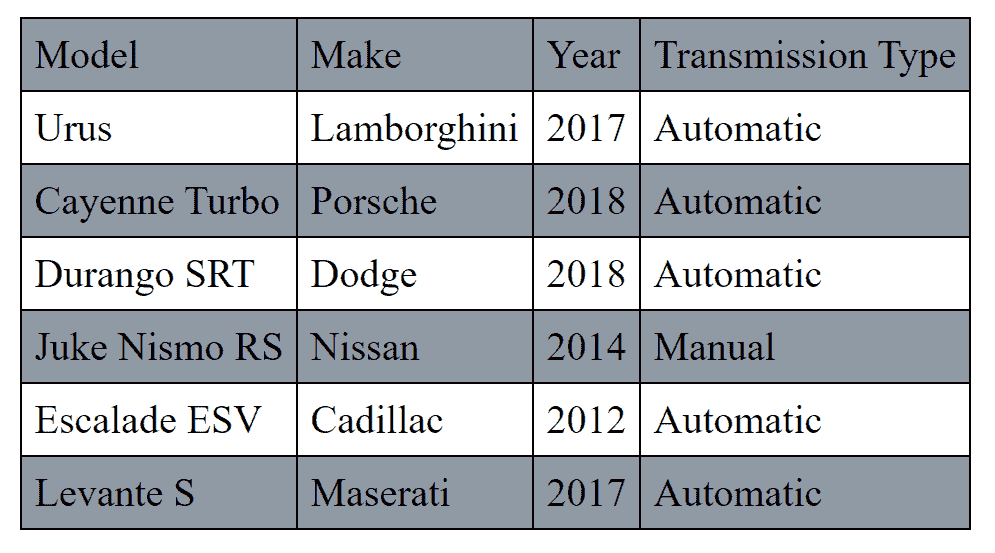 Model Make Year Transmission Type
Urus Lamborghini 2017 Automatic
Cayenne Turbo Porsche 2018 Automatic
Durango SRT Dodge 2018 Automatic
Juke Nismo RS Nissan 2014 Manual
Escalade ESV Cadillac 2012 Automatic
Levante S Maserati 2017 Automatic